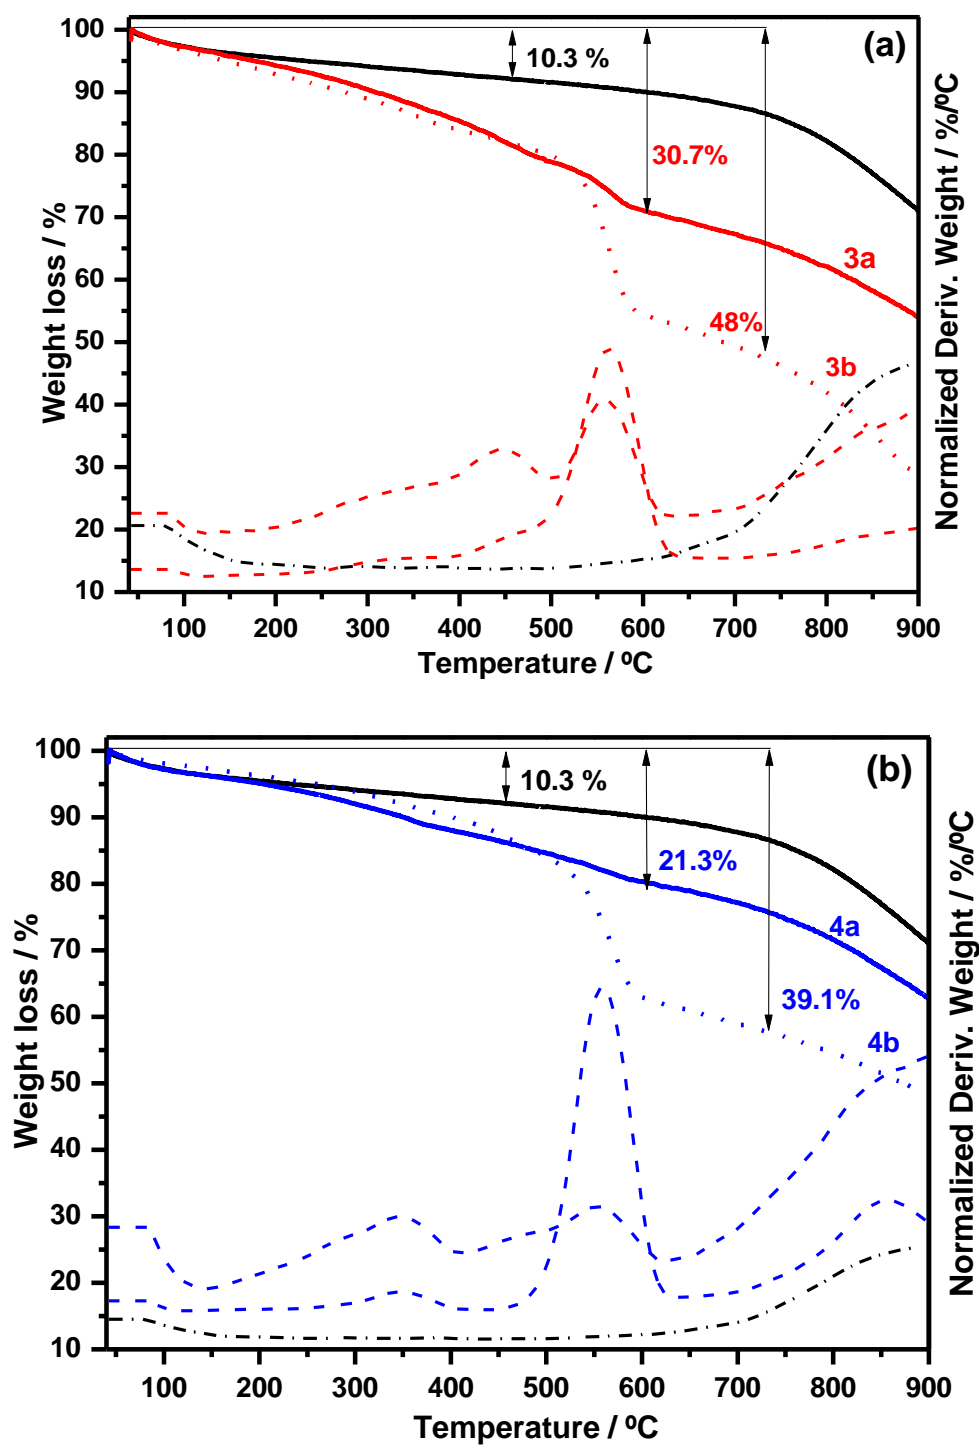 (a)
100
90
80
70
60
50
40
30
20
10
Weight loss / %
Normalized Deriv. Weight / %/ºC
10.3 %
30.7%
48%
3a
3b
100 200 300 400 500 600 700 800 900
Temperature / ºC
(b)
100
90
80
70
60
50
40
30
20
10
Weight loss / %
Normalized Deriv. Weight / %/ºC
10.3 %
21.3%
39.1%
4a
4b
100 200 300 400 500 600 700 800 900
Temperature / ºC